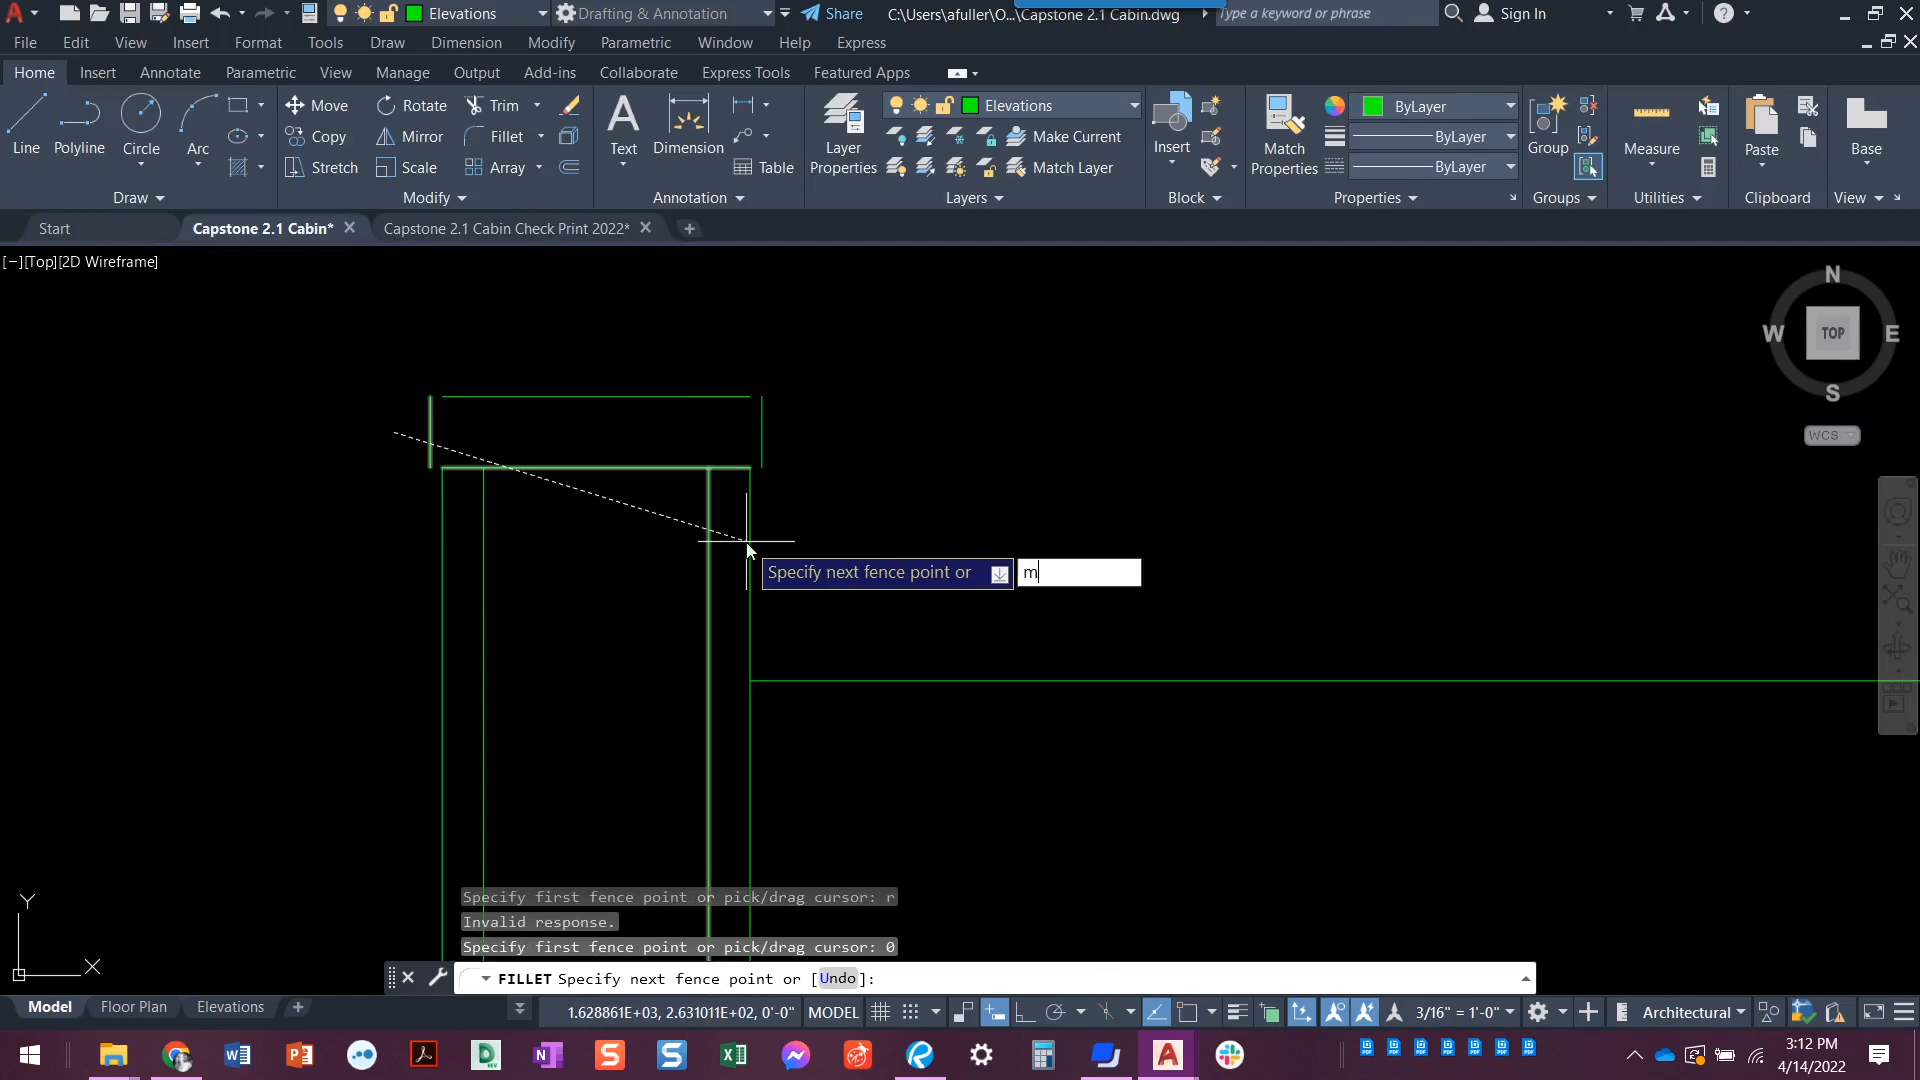 Elevations Drafting & Annotation Share C:\Users\afuller\O...\Capstone 2.1 Cabin.dwg Type a keyword or phrase Sign In
File Edit View Insert Format Tools Draw Dimension Modify Parametric Window Help Express
Home Insert Annotate Parametric View Manage Output Add-ins Collaborate Express Tools Featured Apps
Move Rotate Trim Elevations ByLayer
Copy Mirror Fillet Make Current ByLayer
Line Polyline Circle Arc Text Dimension Insert Group Measure Paste Base
Stretch Scale Array Table Layer Properties Match Layer Match Properties ByLayer
Draw Modify Annotation Layers Block Properties Groups Utilities Clipboard View
Start Capstone 2.1 Cabin* Capstone 2.1 Cabin Check Print 2022*
[−][Top][2D Wireframe]
N
W TOP E
S
WCS
Specify next fence point or m
Specify first fence point or pick/drag cursor: r
Invalid response.
Specify first fence point or pick/drag cursor: 0
Y
X
FILLET Specify next fence point or [Undo]:
Model Floor Plan Elevations 1.628861E+03, 2.631011E+02, 0'-0" MODEL 3/16" = 1'-0" Architectural
3:12 PM
4/14/2022